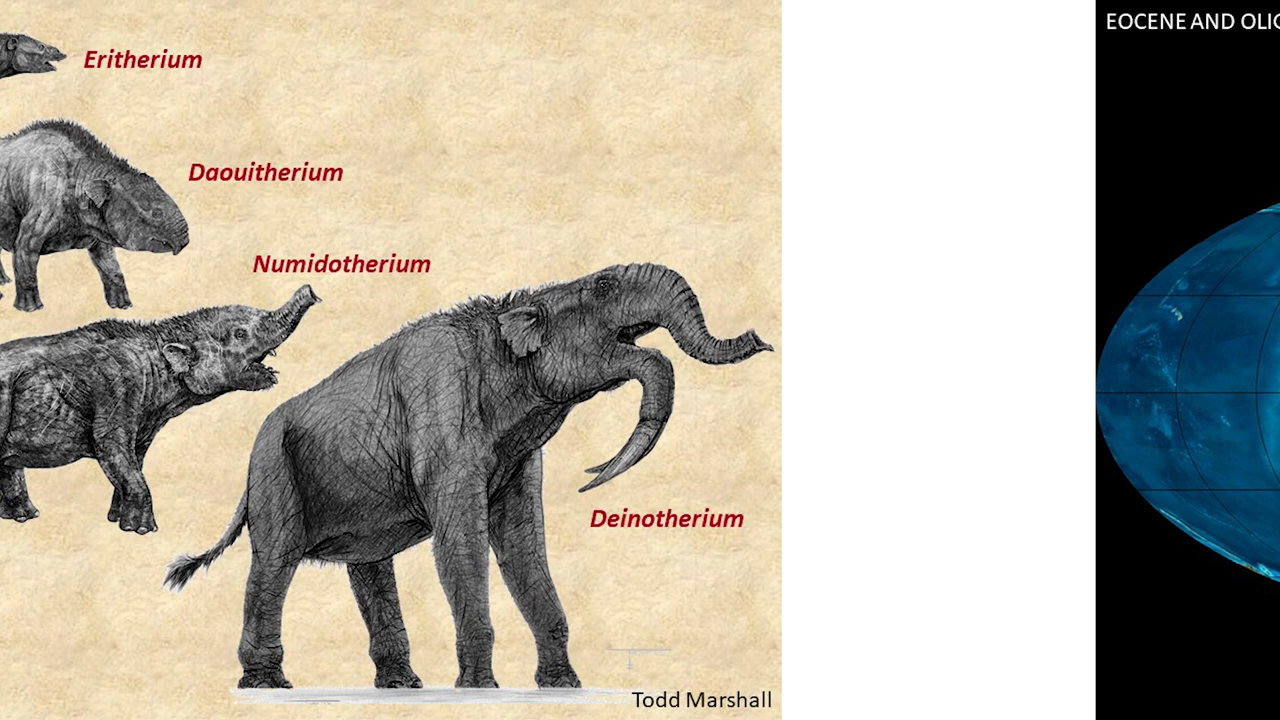 EOCENE AND OLIG
Eritherium
Daouitherium
Numidotherium
Deinotherium
Todd Marshall